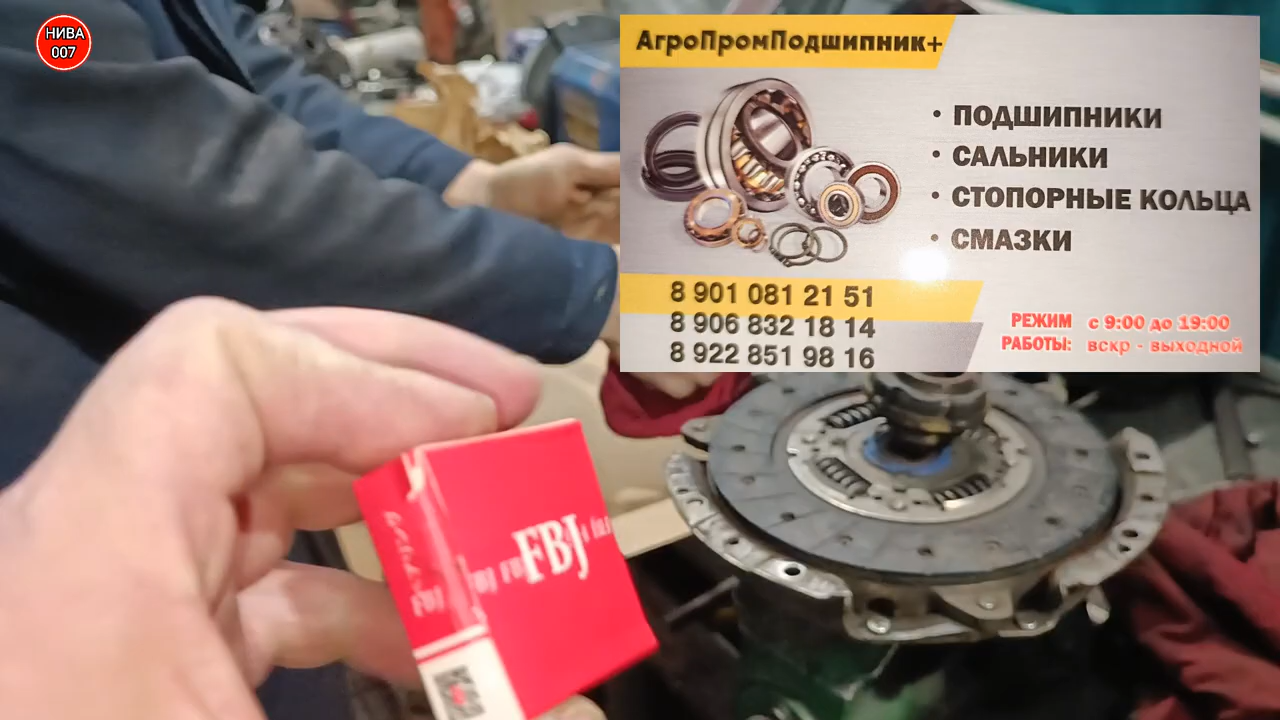 НИВА
007
АгроПромПодшипник+
• ПОДШИПНИКИ
• САЛЬНИКИ
• СТОПОРНЫЕ КОЛЬЦА
• СМАЗКИ
8 901 081 21 51
8 906 832 18 14
8 922 851 98 16
РЕЖИМ с 9:00 до 19:00
РАБОТЫ: вскр - выходной
FBJ